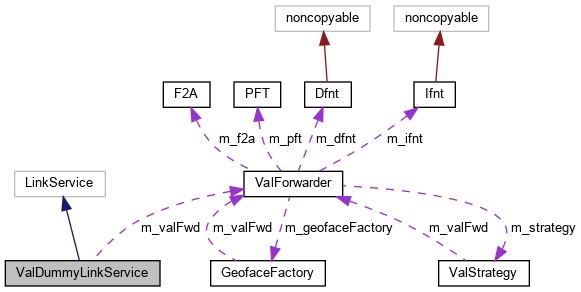 noncopyable noncopyable
F2A PFT Dfnt Ifnt
m_f2a m_pft m_dfnt m_ifnt
LinkService ValForwarder
m_valFwd m_valFwd m_geofaceFactory m_valFwd m_strategy
ValDummyLinkService GeofaceFactory ValStrategy